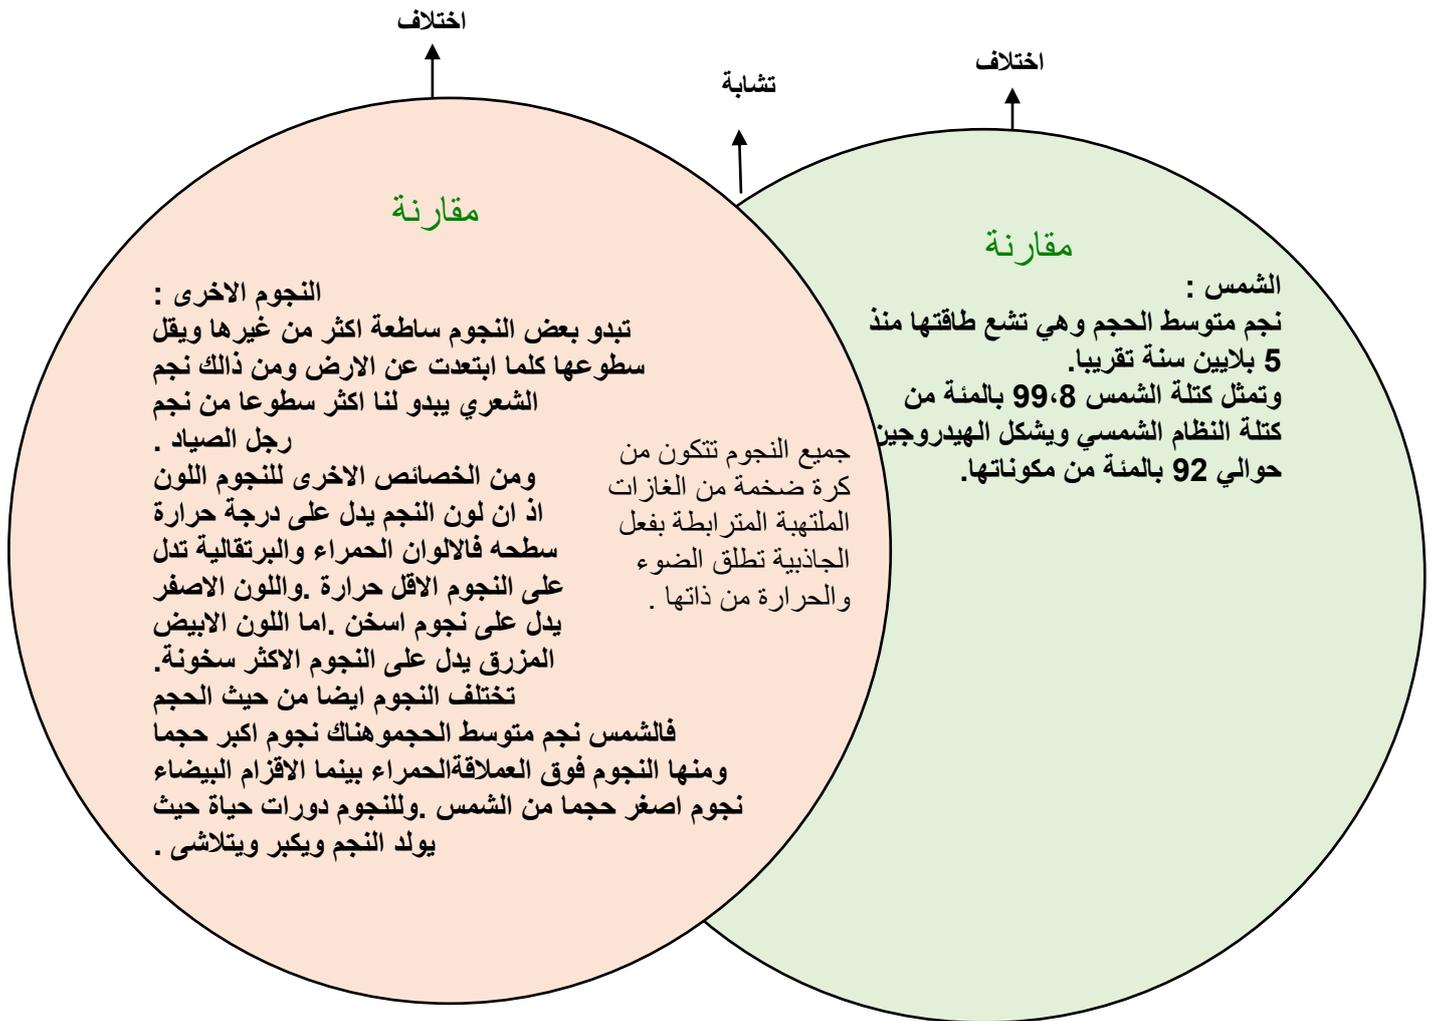 اختلاف
تشابة
اختلاف
مقارنة
الشمس :
نجم متوسط الحجم وهي تشع طاقتها منذ
5 بلايين سنة تقريبا.
وتمثل كتلة الشمس 99،8 بالمئة من
كتلة النظام الشمسي ويشكل الهيدروجين
حوالي 92 بالمئة من مكوناتها.
جميع النجوم تتكون من
كرة ضخمة من الغازات
الملتهبة المترابطة بفعل
الجاذبية تطلق الضوء
والحرارة من ذاتها .
مقارنة
النجوم الاخرى :
تبدو بعض النجوم ساطعة اكثر من غيرها ويقل
سطوعها كلما ابتعدت عن الارض ومن ذالك نجم
الشعري يبدو لنا اكثر سطوعا من نجم
رجل الصياد .
ومن الخصائص الاخرى للنجوم اللون
اذ ان لون النجم يدل على درجة حرارة
سطحه فالالوان الحمراء والبرتقالية تدل
على النجوم الاقل حرارة .واللون الاصفر
يدل على نجوم اسخن .اما اللون الابيض
المزرق يدل على النجوم الاكثر سخونة.
تختلف النجوم ايضا من حيث الحجم
فالشمس نجم متوسط الحجموهناك نجوم اكبر حجما
ومنها النجوم فوق العملاقةالحمراء بينما الاقزام البيضاء
نجوم اصغر حجما من الشمس .وللنجوم دورات حياة حيث
يولد النجم ويكبر ويتلاشى .